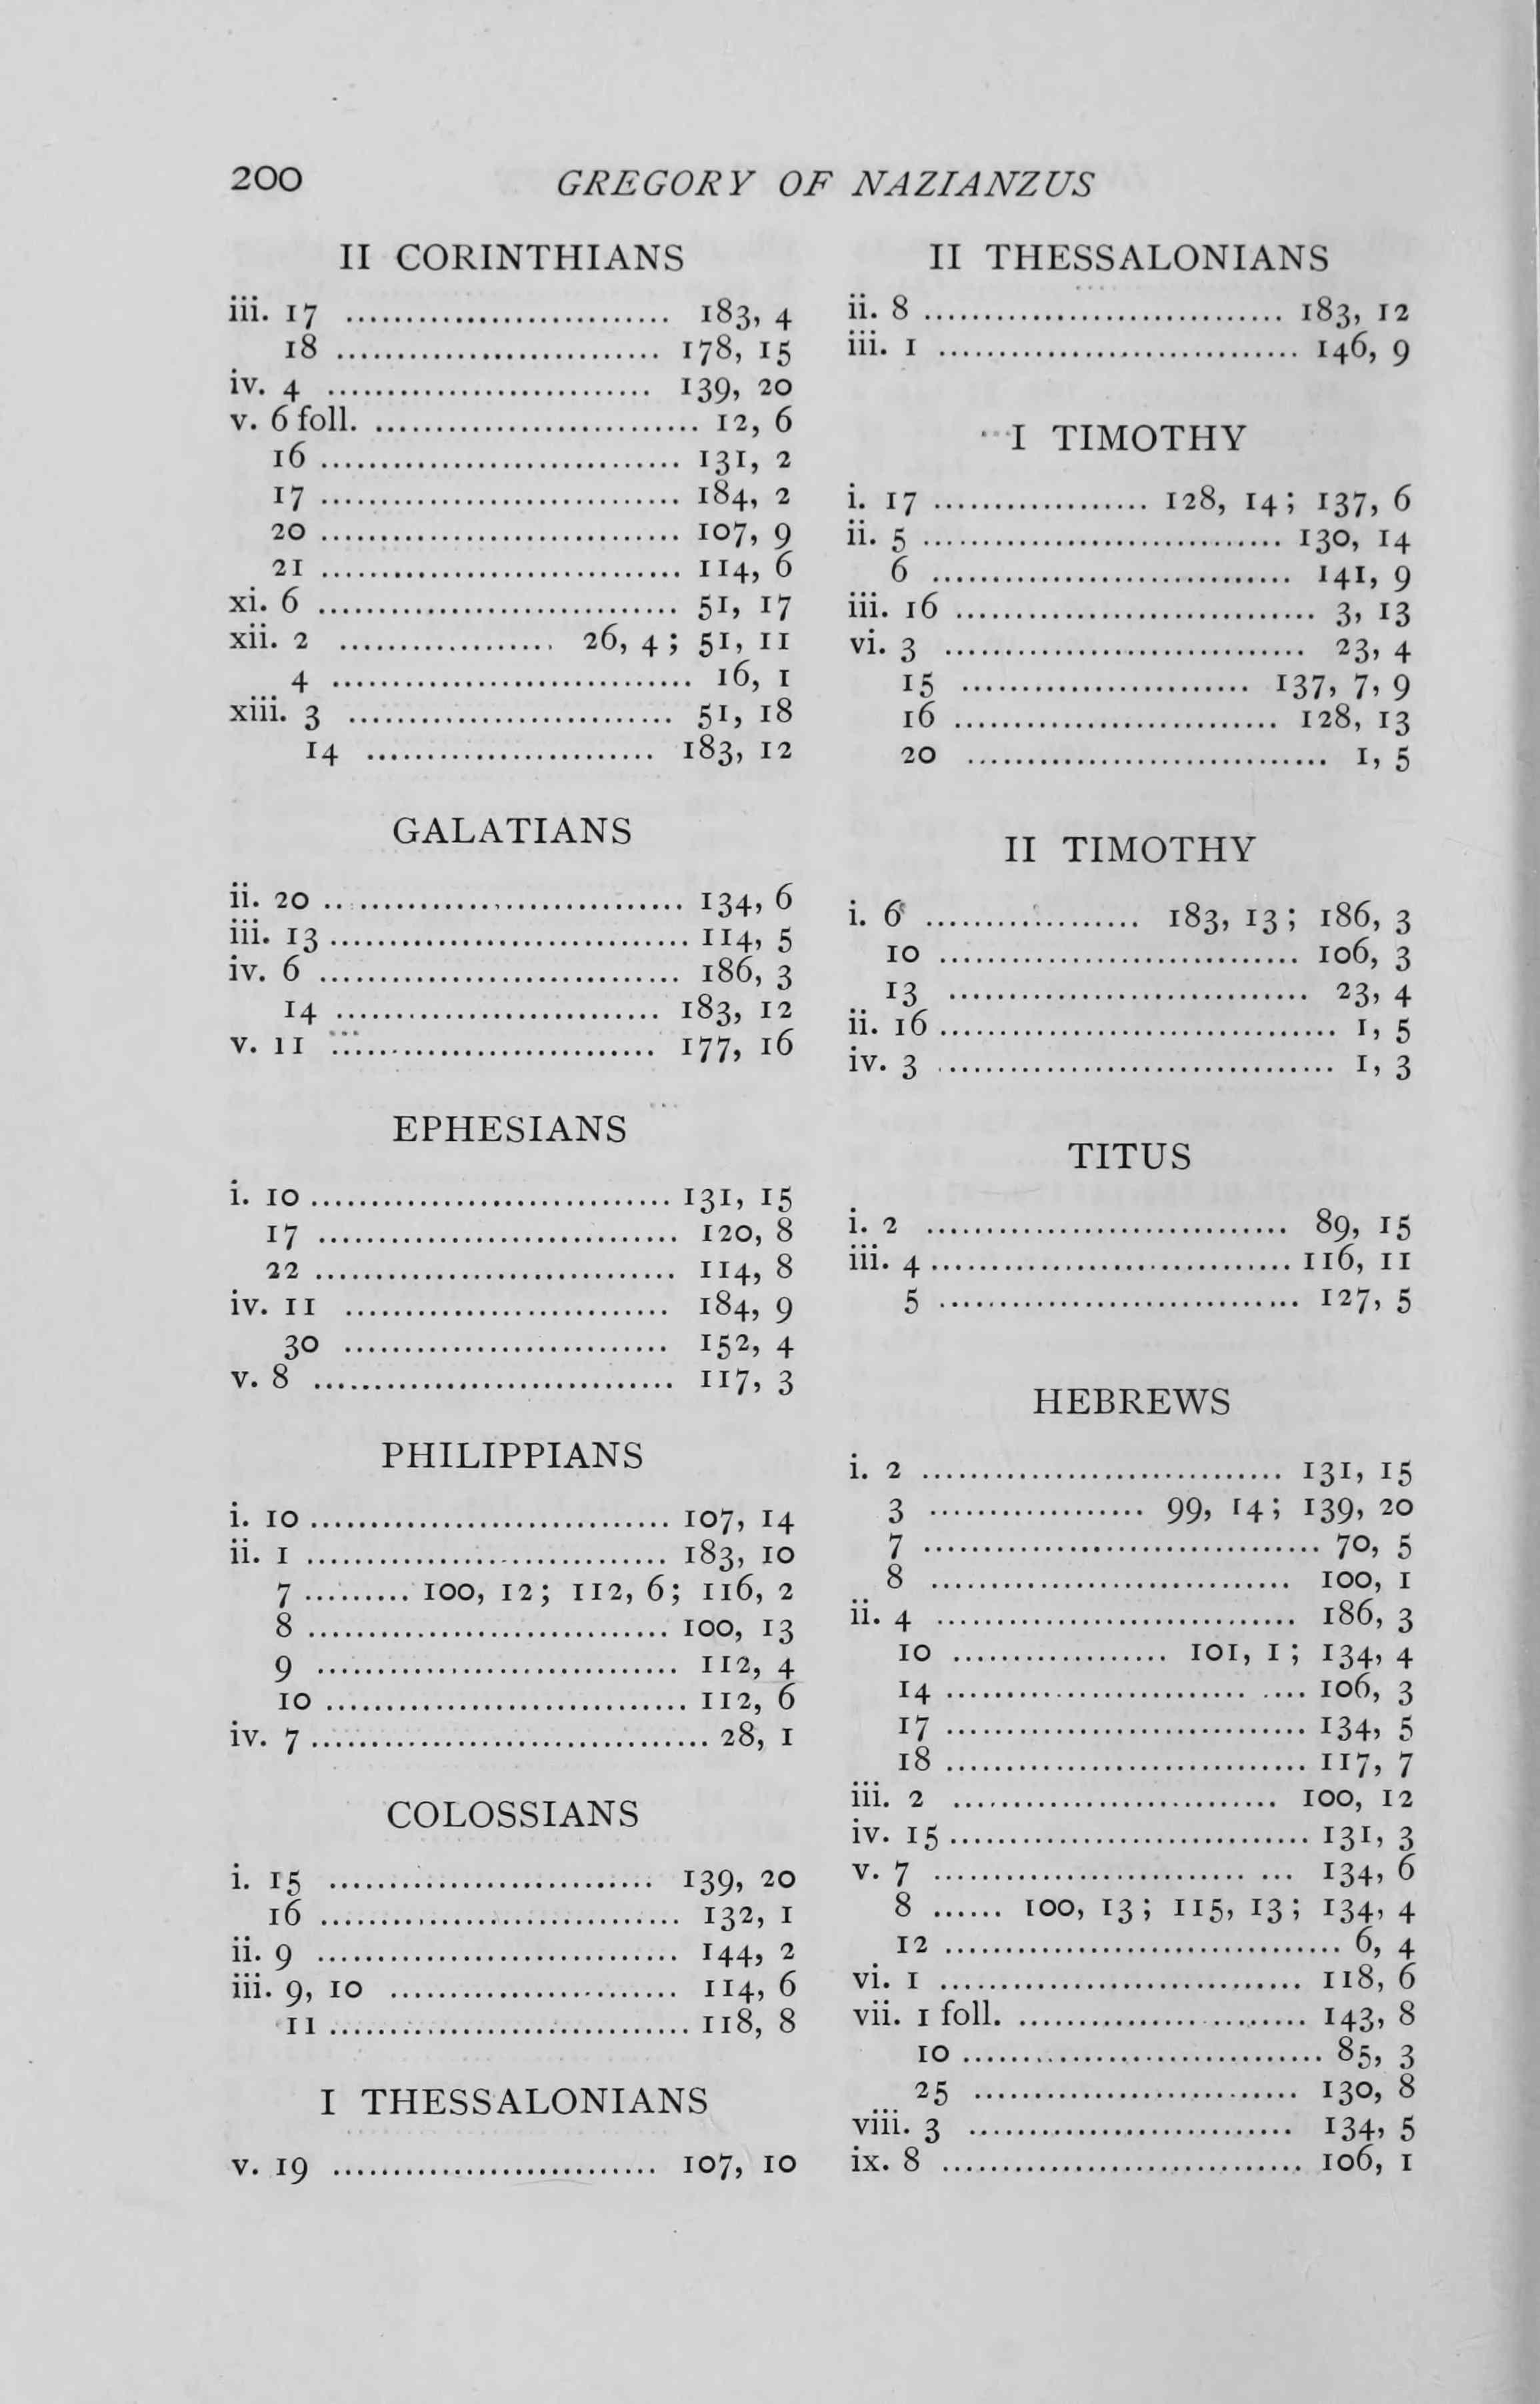 200 GREGORY OF NAZIANZUS
II CORINTHIANS
iii. 17 ........................... 183, 4
18 ........................... 178, 15
iv. 4 ........................... 139, 20
v. 6 foll. ........................... 12, 6
16 ........................... 131, 2
17 ........................... 184, 2
20 ........................... 107, 9
21 ........................... 114, 6
xi. 6 ........................... 51, 17
xii. 2 .................. 26, 4; 51, 11
4 ........................... 16, 1
xiii. 3 ........................... 51, 18
14 ........................ 183, 12
GALATIANS
ii. 20 ........................... 134, 6
iii. 13 ........................... 114, 5
iv. 6 ........................... 186, 3
14 ........................... 183, 12
v. 11 ........................... 177, 16
EPHESIANS
i. 10 ........................... 131, 15
17 ........................... 120, 8
22 ........................... 114, 8
iv. 11 ........................... 184, 9
30 ........................... 152, 4
v. 8 ........................... 117, 3
PHILIPPIANS
i. 10 ........................... 107, 14
ii. 1 ........................... 183, 10
7 ......... 100, 12; 112, 6; 116, 2
8 ........................... 100, 13
9 ........................... 112, 4
10 ........................... 112, 6
iv. 7 ........................... 28, 1
COLOSSIANS
i. 15 ........................... 139, 20
16 ........................... 132, 1
ii. 9 ........................... 144, 2
iii. 9, 10 ........................ 114, 6
11 ........................... 118, 8
I THESSALONIANS
v. 19 ........................... 107, 10
II THESSALONIANS
ii. 8 ........................... 183, 12
iii. 1 ........................... 146, 9
I TIMOTHY
i. 17 .................. 128, 14; 137, 6
ii. 5 ........................... 130, 14
6 ........................... 141, 9
iii. 16 ........................... 3, 13
vi. 3 ........................... 23, 4
15 ........................ 137, 7, 9
16 ........................... 128, 13
20 ........................... 1, 5
II TIMOTHY
i. 6 .................. 183, 13; 186, 3
10 ........................... 106, 3
13 ........................... 23, 4
ii. 16 ........................... 1, 5
iv. 3 ........................... 1, 3
TITUS
i. 2 ........................... 89, 15
iii. 4 ........................... 116, 11
5 ........................... 127, 5
HEBREWS
i. 2 ........................... 131, 15
3 .................. 99, 14; 139, 20
7 ........................... 70, 5
8 ........................... 100, 1
ii. 4 ........................... 186, 3
10 .................. 101, 1; 134, 4
14 ........................... 106, 3
17 ........................... 134, 5
18 ........................... 117, 7
iii. 2 ........................... 100, 12
iv. 15 ........................... 131, 3
v. 7 ........................... 134, 6
8 ...... 100, 13; 115, 13; 134, 4
12 ........................... 6, 4
vi. 1 ........................... 118, 6
vii. 1 foll. ........................ 143, 8
10 ........................... 85, 3
25 ........................... 130, 8
viii. 3 ........................... 134, 5
ix. 8 ........................... 106, 1